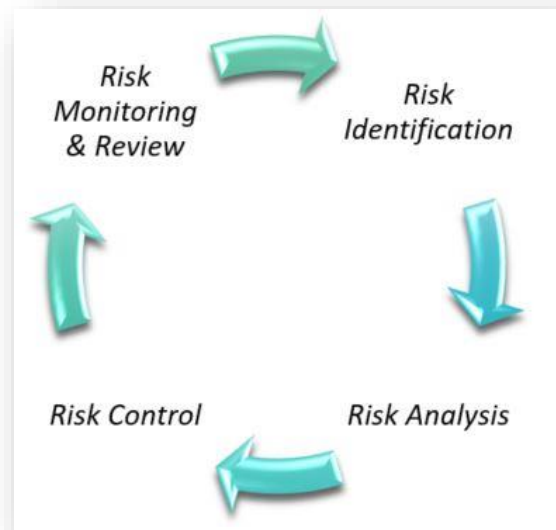 Risk
Monitoring
& Review
Risk
Identification
Risk Control
Risk Analysis